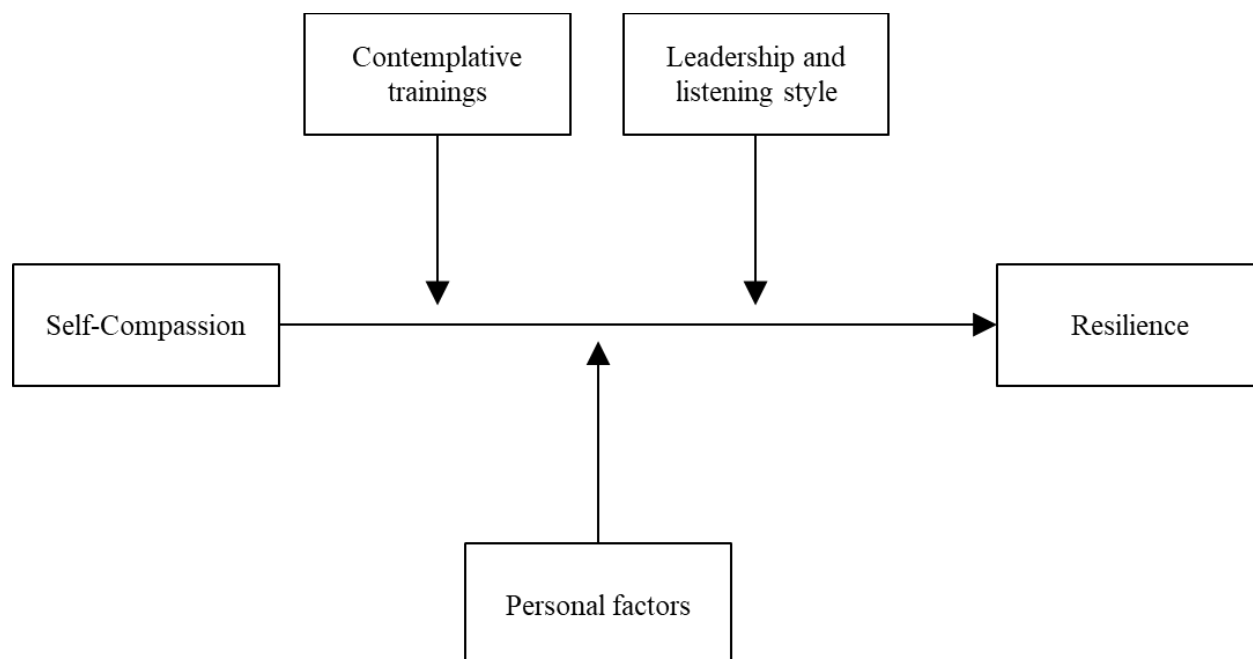 Contemplative
trainings
Leadership and
listening style
Self-Compassion
Resilience
Personal factors